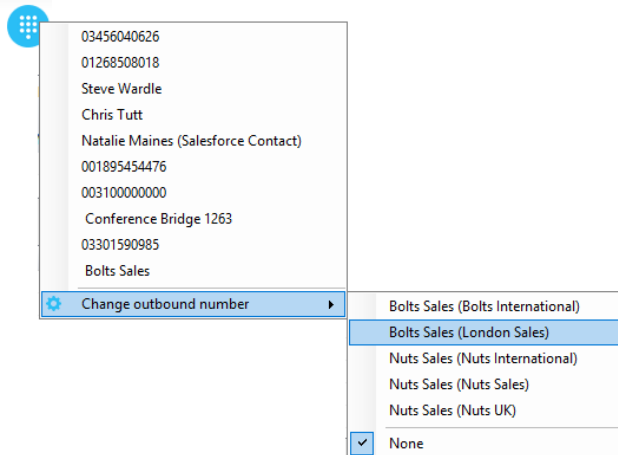 03456040626
01268508018
Steve Wardle
Chris Tutt
Natalie Maines (Salesforce Contact)
001895454476
003100000000
Conference Bridge 1263
03301590985
Bolts Sales
Change outbound number
Bolts Sales (Bolts International)
Bolts Sales (London Sales)
Nuts Sales (Nuts International)
Nuts Sales (Nuts Sales)
Nuts Sales (Nuts UK)
None